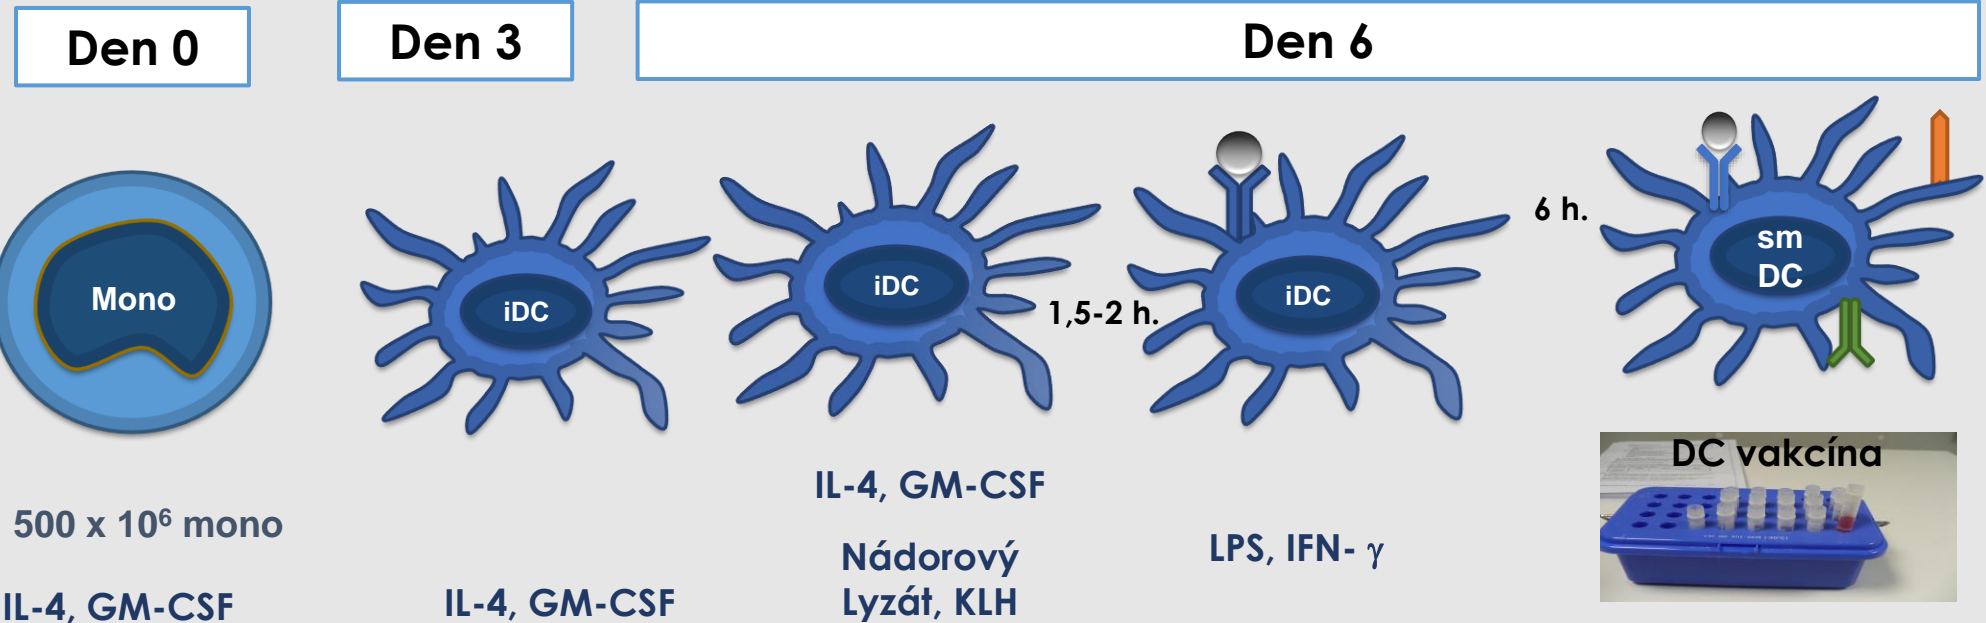 Den 0
Den 3
Den 6
Mono
iDC
iDC
1,5-2 h.
iDC
6 h.
sm
DC
500 x 10⁶ mono
IL-4, GM-CSF
IL-4, GM-CSF
IL-4, GM-CSF
Nádorový
Lyzát, KLH
LPS, IFN- γ
DC vakcína